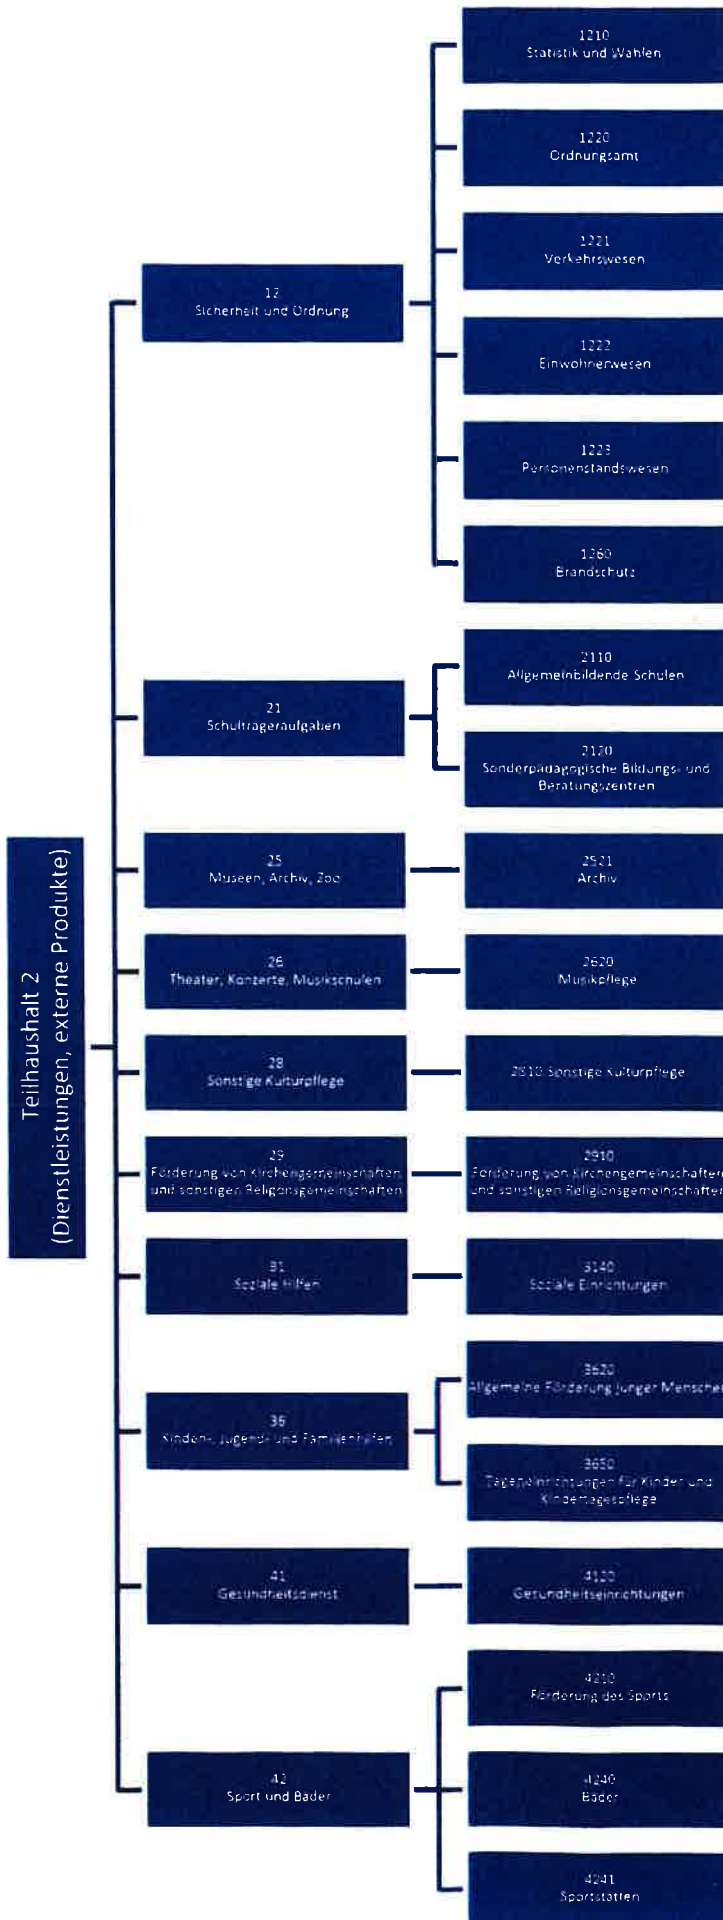 Teilhaushalt 2
(Dienstleistungen, externe Produkte)
12
Sicherheit und Ordnung
1210
Statistik und Wahlen
1220
Ordnungsamt
1221
Verkehrswesen
1222
Einwohnerwesen
1223
Personenstandswesen
1260
Brandschutz
21
Schulträgeraufgaben
2110
Allgemeinbildende Schulen
2120
Sonderpädagogische Bildungs- und
Beratungszentren
25
Museen, Archiv, Zoo
2521
Archiv
26
Theater, Konzerte, Musikschulen
2620
Musikpflege
28
Sonstige Kulturpflege
2810 Sonstige Kulturpflege
29
Förderung von Kirchengemeinschaften
und sonstigen Religionsgemeinschaften
2910
Förderung von Kirchengemeinschaften
und sonstigen Religionsgemeinschaften
31
Soziale Hilfen
3140
Soziale Einrichtungen
36
Kinder-, Jugend- und Familienhilfen
3620
Allgemeine Förderung junger Menschen
3650
Tageseinrichtungen für Kinder und
Kindertagespflege
41
Gesundheitsdienst
4120
Gesundheitseinrichtungen
42
Sport und Bäder
4210
Förderung des Sports
4240
Bäder
4241
Sportstätten